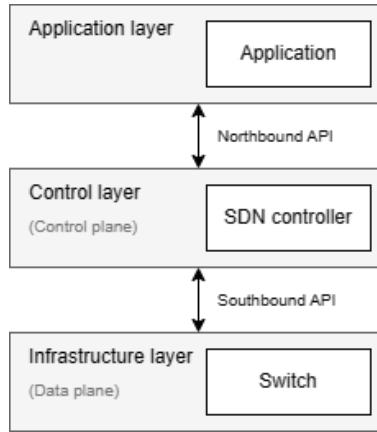 Application layer
Application
Northbound API
Control layer
(Control plane)
SDN controller
Southbound API
Infrastructure layer
(Data plane)
Switch